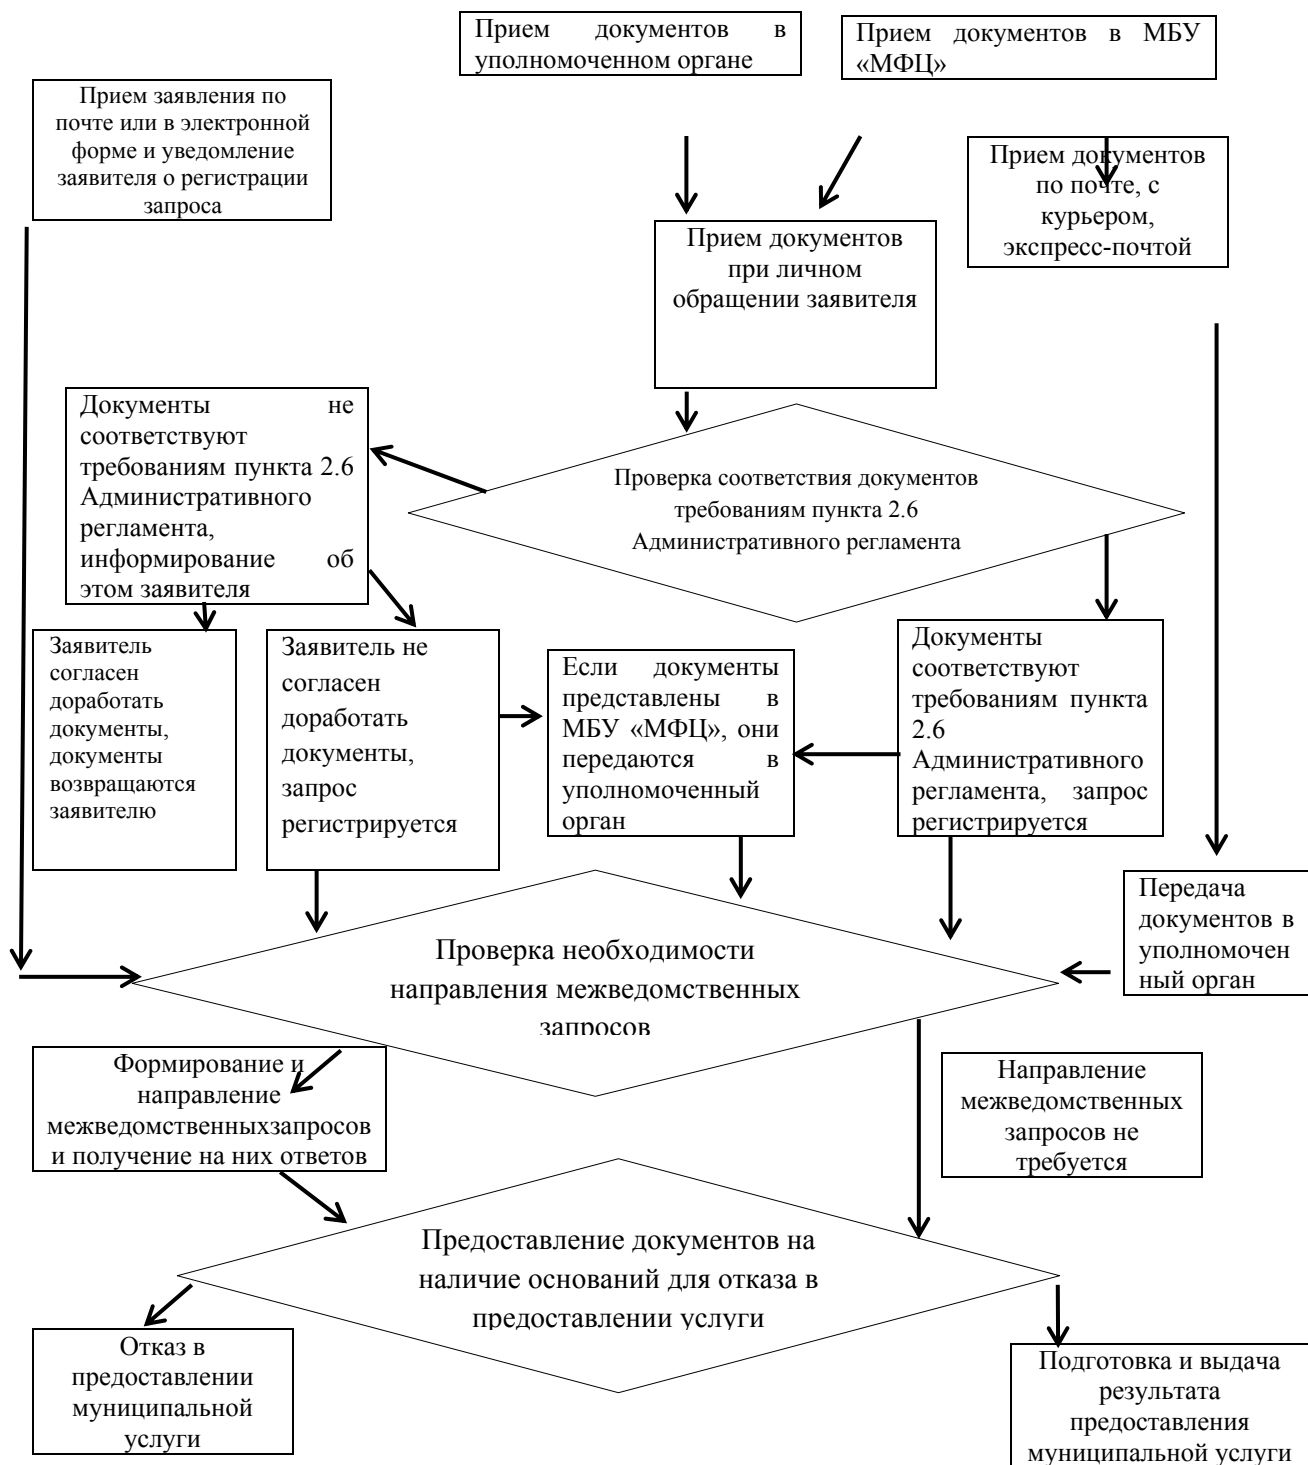 Прием документов в
уполномоченном органе
Прием документов в МБУ
«МФЦ»
Прием заявления по
почте или в электронной
форме и уведомление
заявителя о регистрации
запроса
Прием документов
по почте, с
курьером,
экспресс-почтой
Прием документов
при личном
обращении заявителя
Документы не
соответствуют
требованиям пункта 2.6
Административного
регламента,
информирование об
этом заявителя
Проверка соответствия документов
требованиям пункта 2.6
Административного регламента
Заявитель
согласен
доработать
документы,
документы
возвращаются
заявителю
Заявитель не
согласен
доработать
документы,
запрос
регистрируется
Если документы
представлены в
МБУ «МФЦ», они
передаются в
уполномоченный
орган
Документы
соответствуют
требованиям пункта
2.6
Административного
регламента, запрос
регистрируется
Передача
документов в
уполномочен
ный орган
Проверка необходимости
направления межведомственных
запросов
Формирование и
направление
межведомственныхзапросов
и получение на них ответов
Направление
межведомственных
запросов не
требуется
Предоставление документов на
наличие оснований для отказа в
предоставлении услуги
Отказ в
предоставлении
муниципальной
услуги
Подготовка и выдача
результата
предоставления
муниципальной услуги